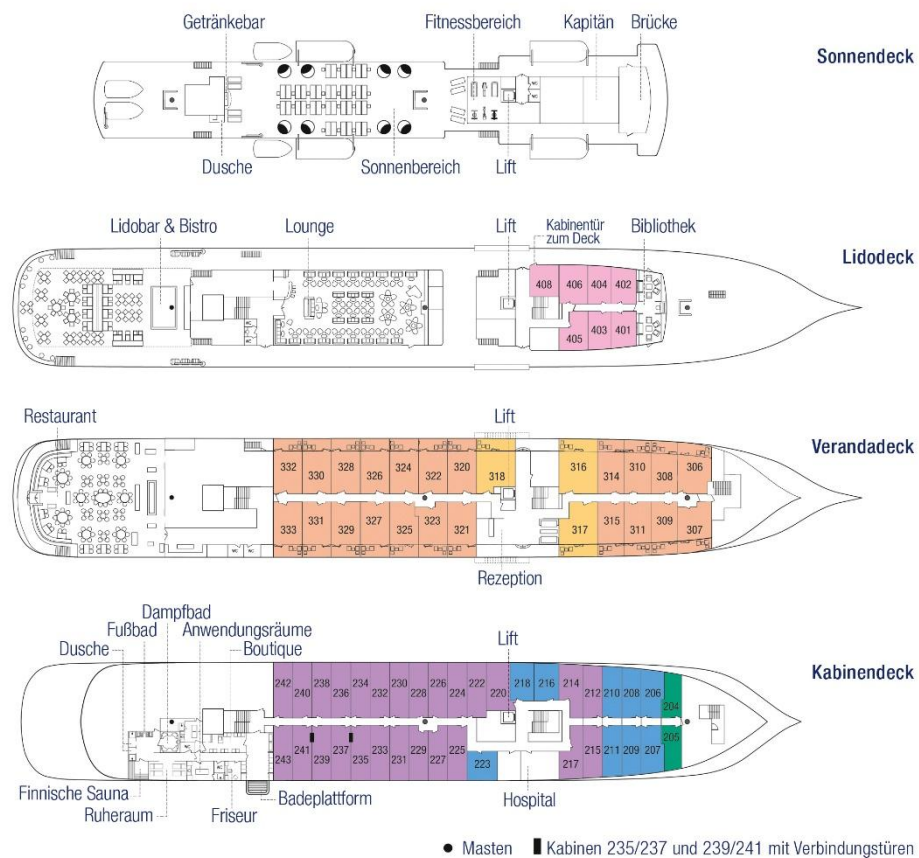 Getränkebar
Fitnessbereich
Kapitän
Brücke
Sonnendeck
WC
WC
Dusche
Sonnenbereich
Lift
Lidobar & Bistro
Lounge
Lift
Kabinentür
zum Deck
Bibliothek
Lidodeck
408 406 404 402
405 403 401
Restaurant
Lift
Verandadeck
332 330 328 326 324 322 320 318 316 314 310 308 306
333 331 329 327 325 323 321 317 315 311 309 307
Rezeption
Dampfbad
Fußbad
Anwendungsräume
Dusche
Boutique
Lift
Kabinendeck
242 240 238 236 234 232 230 228 226 224 222 220 218 216 214 212 210 208 206 204
243 241 239 237 235 233 231 229 227 225 223 217 215 211 209 207 205
Finnische Sauna
Badeplattform
Hospital
Ruheraum
Friseur
Masten
Kabinen 235/237 und 239/241 mit Verbindungstüren